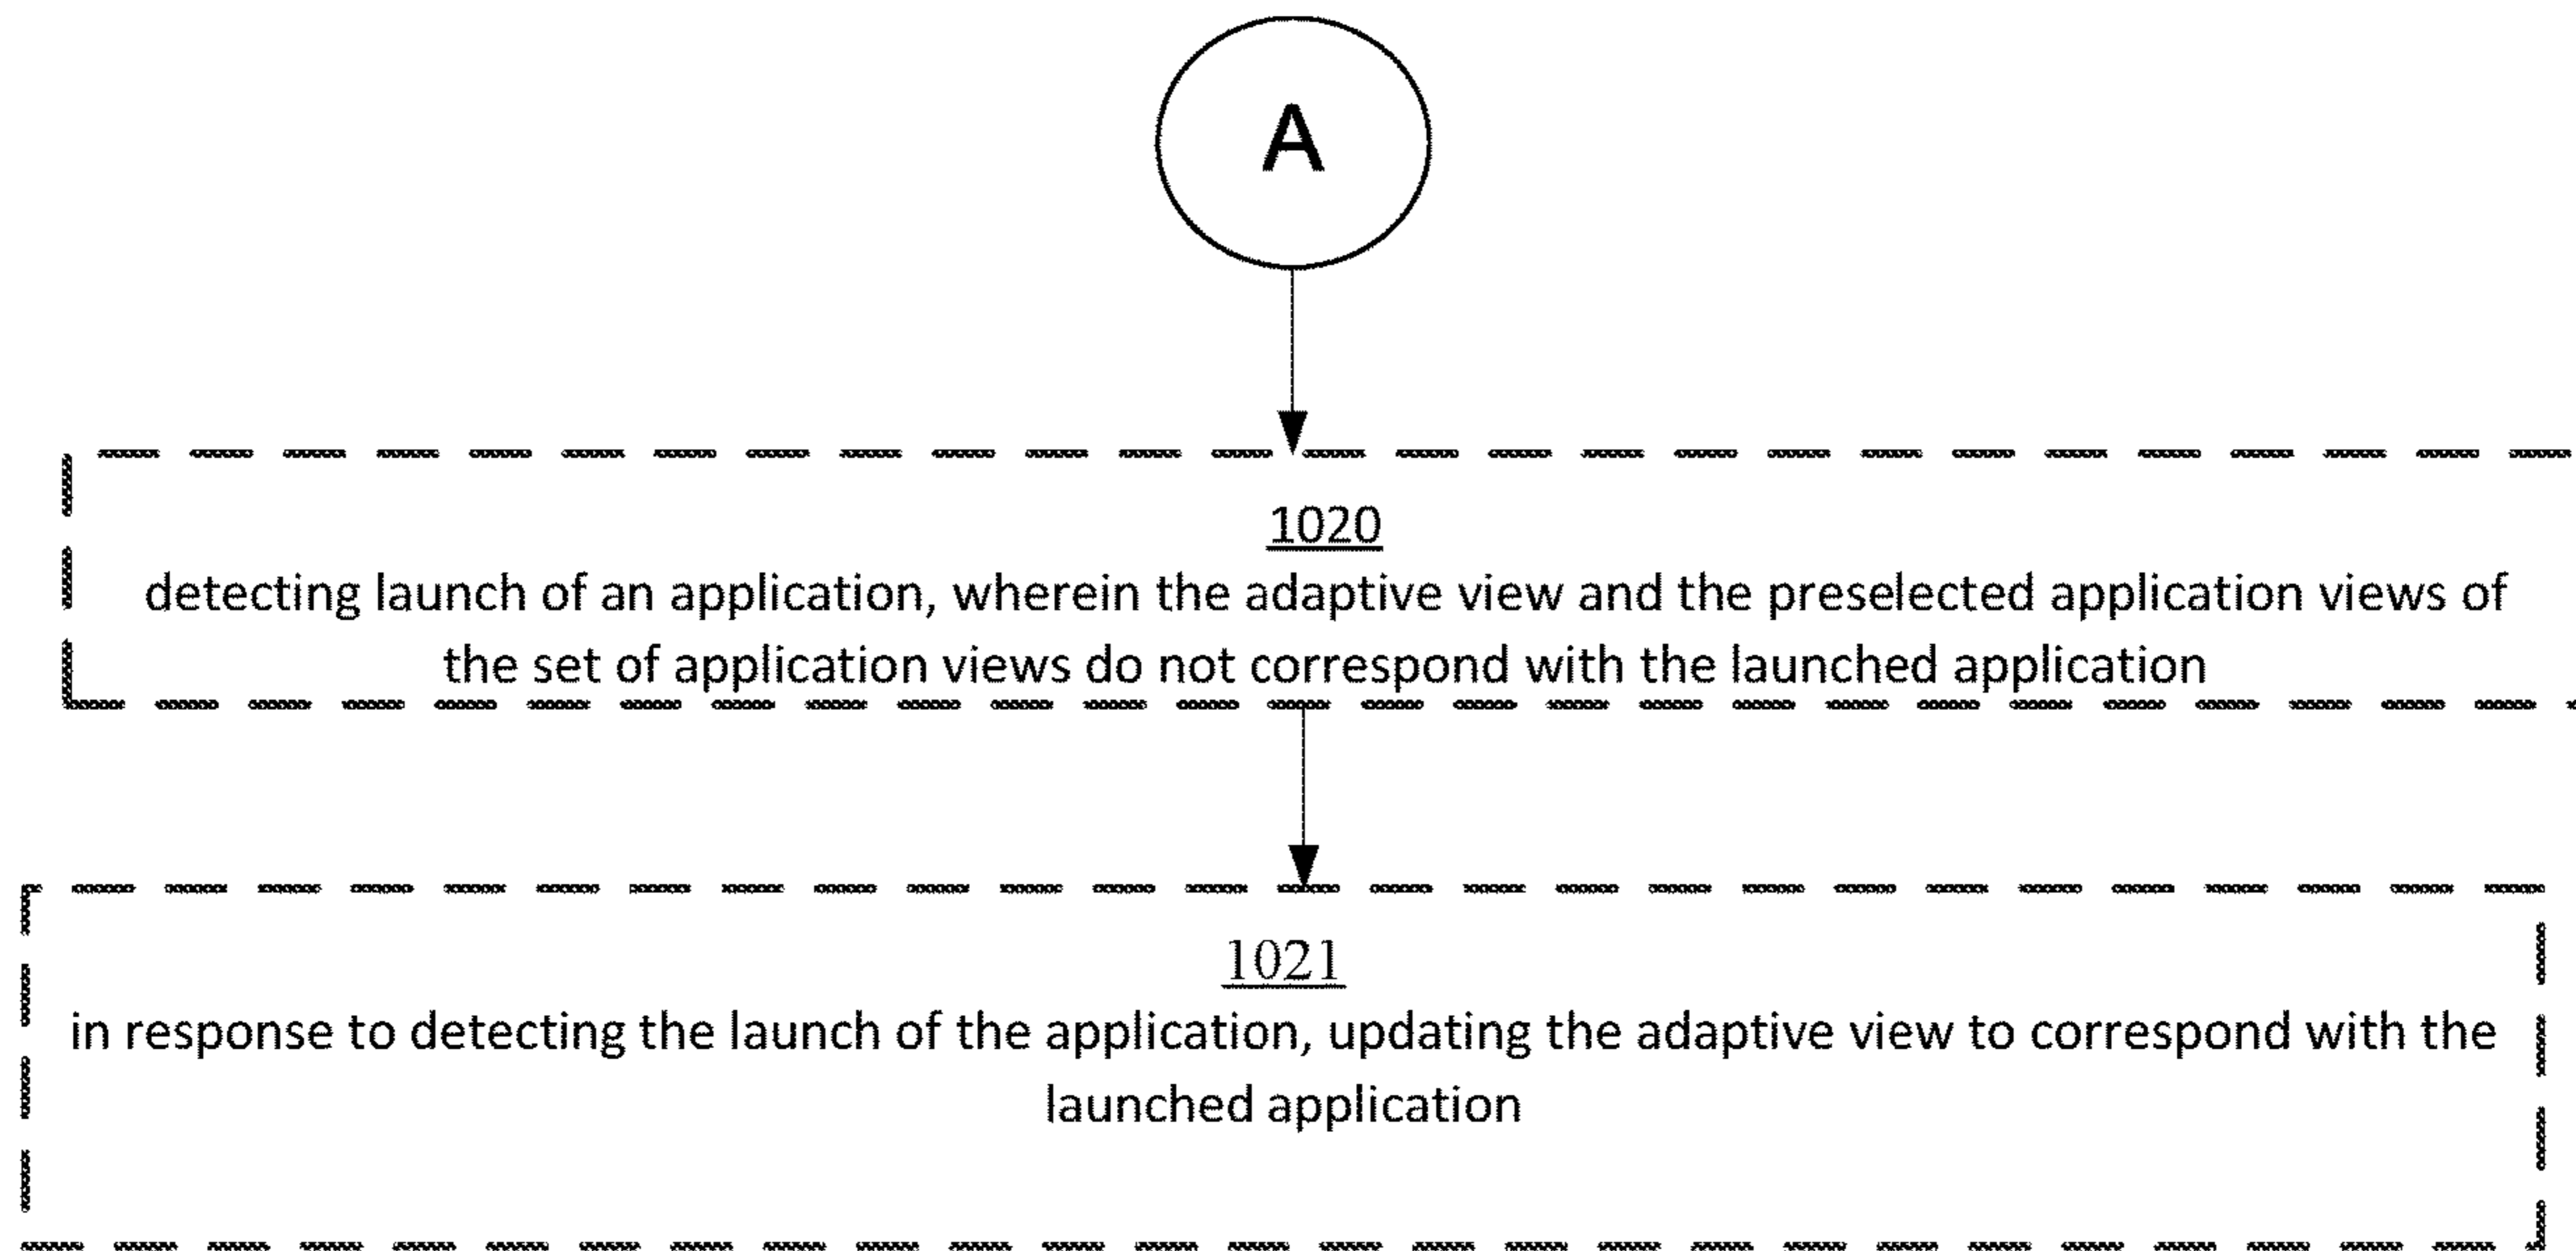 A
1020
detecting launch of an application, wherein the adaptive view and the preselected application views of
the set of application views do not correspond with the launched application
1021
in response to detecting the launch of the application, updating the adaptive view to correspond with the
launched application